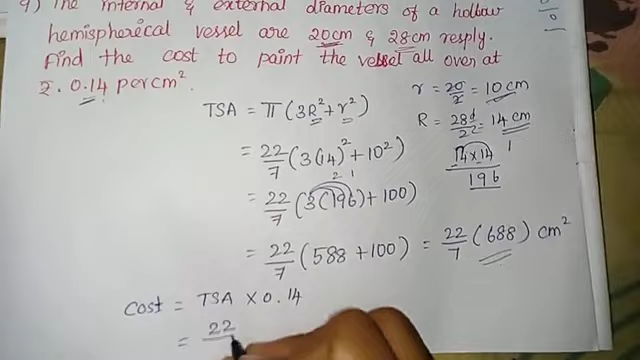 9) The internal & external diameters of a hollow
hemispherical vessel are 20cm & 28cm resply.
Find the cost to paint the vessel all over at
₹. 0.14 per cm².
TSA = π(3R²+r²)
= 22/7 (3(14)²+10²)
= 22/7 (3(196)+100)
= 22/7 (588+100) = 22/7 (688) cm²
r = 20/2 = 10cm
R = 28/2 = 14cm
14×14
196
Cost = TSA × 0.14
= 22